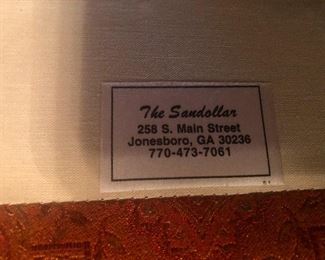 The Sandollar
258 S. Main Street
Jonesboro, GA 30236
770-473-7061